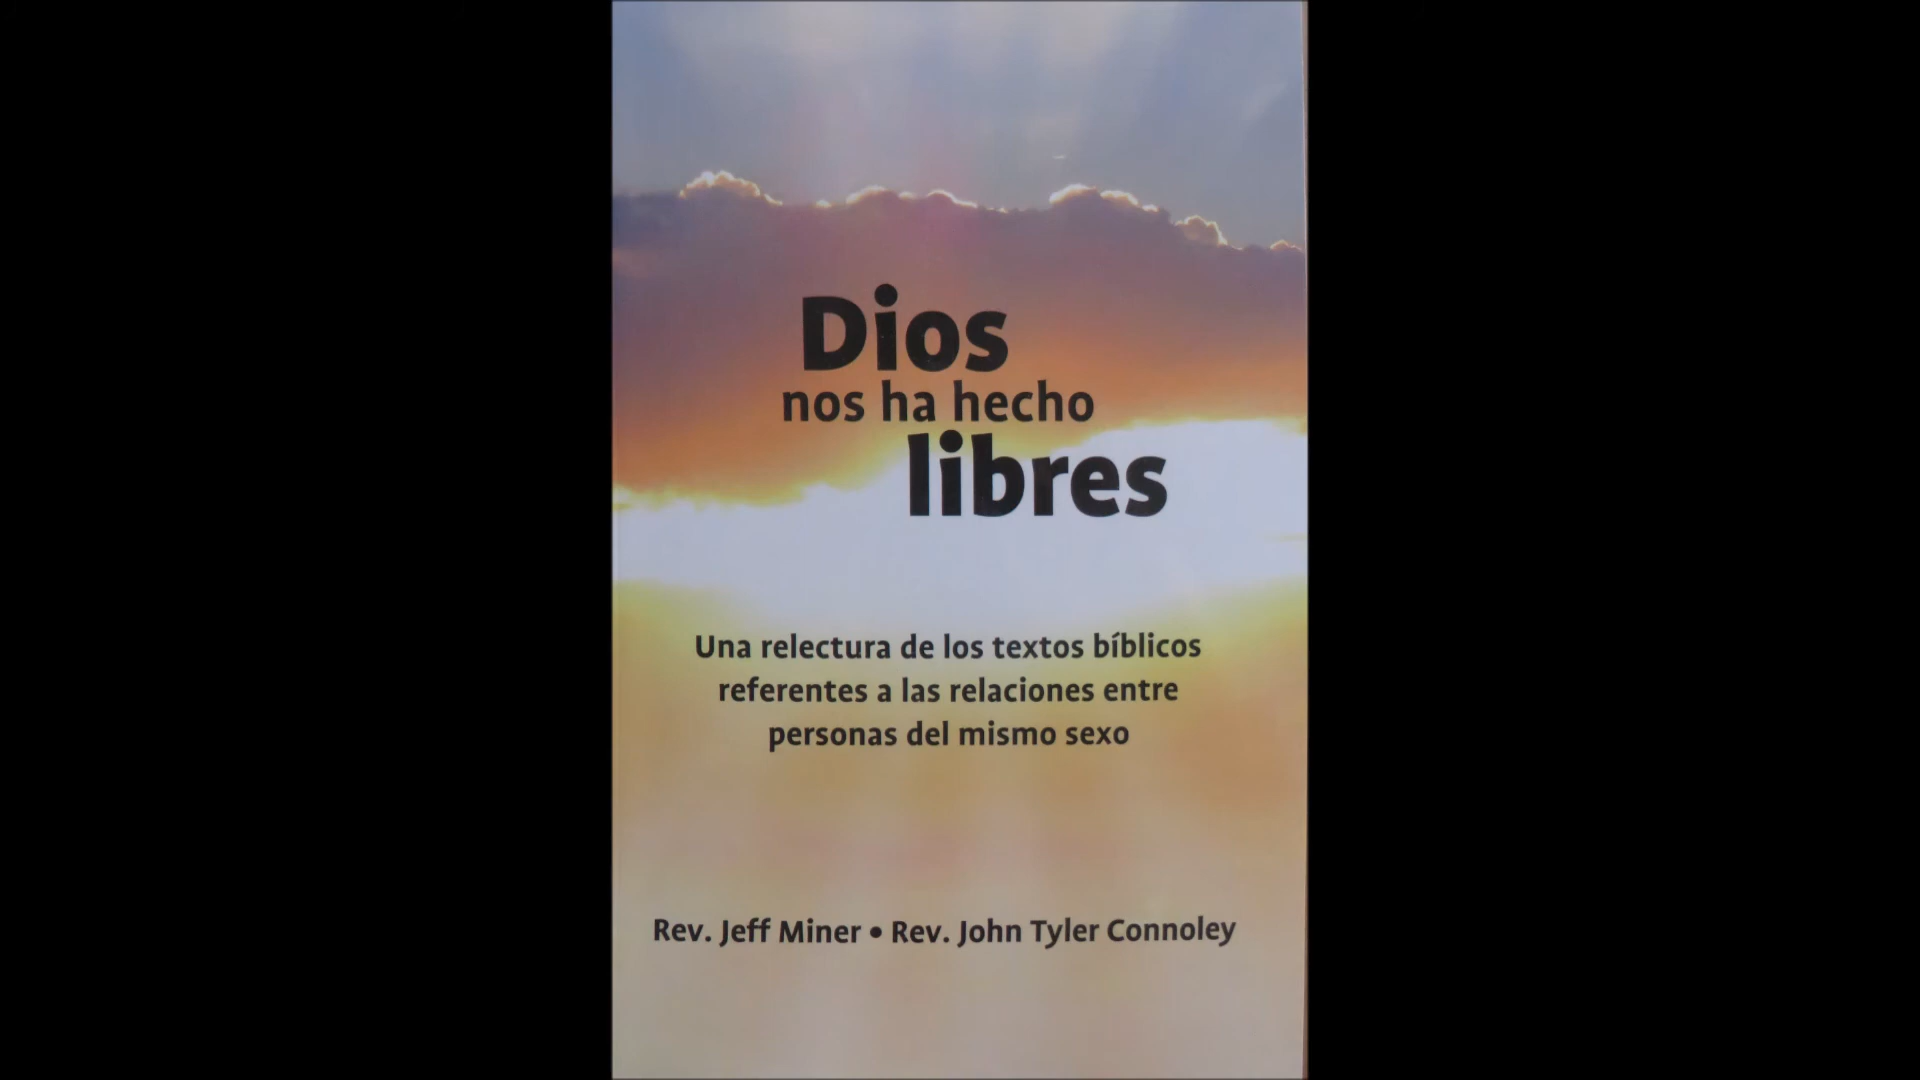 Dios
nos ha hecho
libres
Una relectura de los textos bíblicos
referentes a las relaciones entre
personas del mismo sexo
Rev. Jeff Miner • Rev. John Tyler Connoley